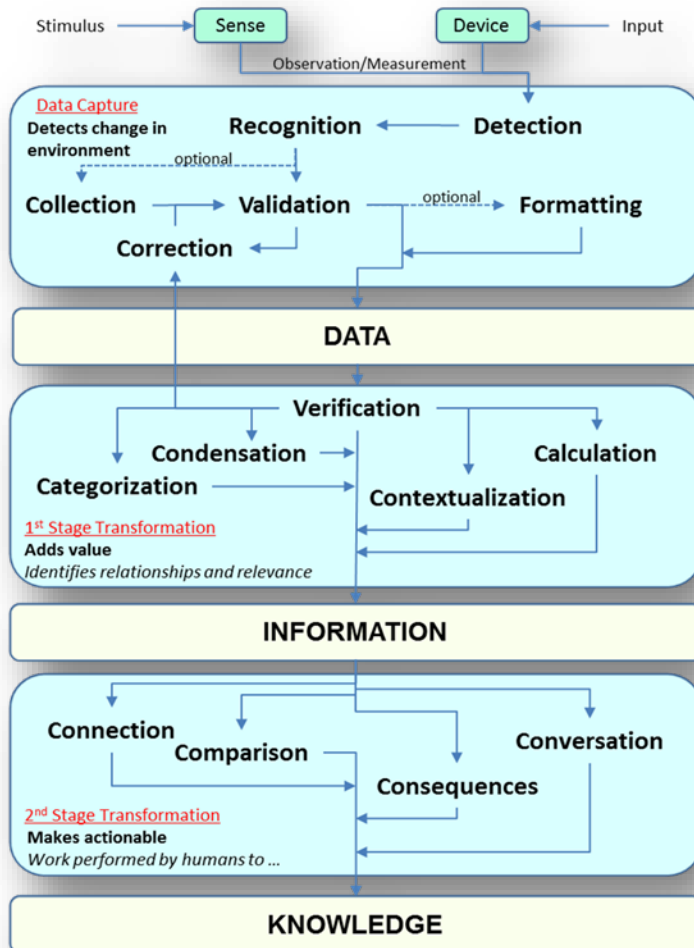 Stimulus
Sense
Device
Input
Observation/Measurement
Data Capture
Detects change in
environment
Recognition
Detection
optional
Collection
Validation
optional
Formatting
Correction
DATA
Verification
Condensation
Calculation
Categorization
Contextualization
1st Stage Transformation
Adds value
Identifies relationships and relevance
INFORMATION
Connection
Comparison
Conversation
Consequences
2nd Stage Transformation
Makes actionable
Work performed by humans to ...
KNOWLEDGE